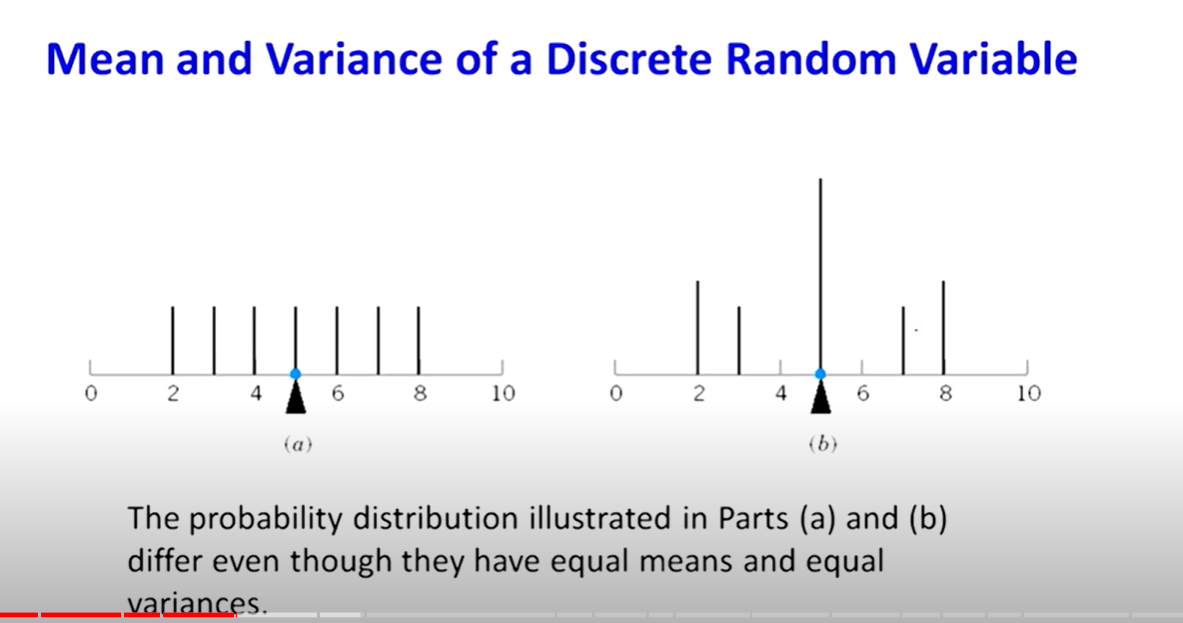 Mean and Variance of a Discrete Random Variable
0 2 4 6 8 10
(a)
0 2 4 6 8 10
(b)
The probability distribution illustrated in Parts (a) and (b)
differ even though they have equal means and equal
variances.